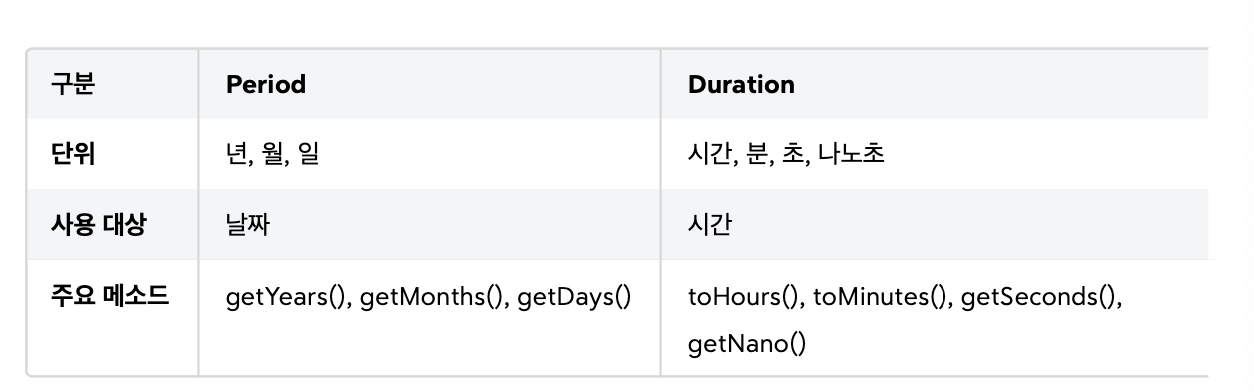 구분 Period Duration
단위 년, 월, 일 시간, 분, 초, 나노초
사용 대상 날짜 시간
주요 메소드 getYears(), getMonths(), getDays() toHours(), toMinutes(), getSeconds(),
getNano()